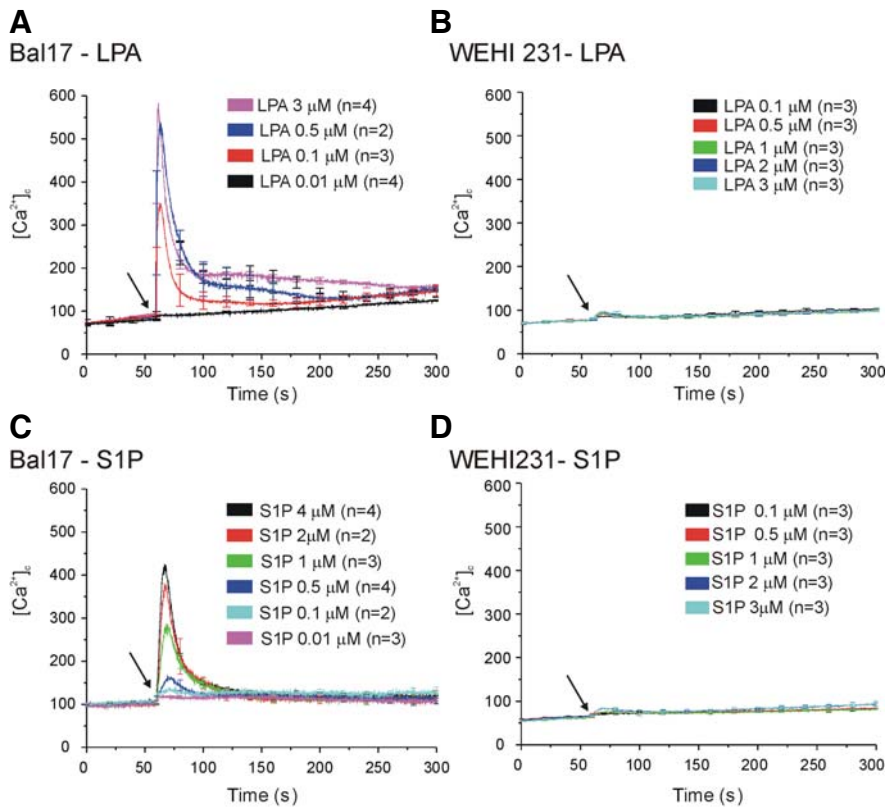 A
Bal17 - LPA
[Ca²⁺]c
600
500
400
300
200
100
0
LPA 3 μM (n=4)
LPA 0.5 μM (n=2)
LPA 0.1 μM (n=3)
LPA 0.01 μM (n=4)
0 50 100 150 200 250 300
Time (s)
B
WEHI 231- LPA
[Ca²⁺]c
600
500
400
300
200
100
0
LPA 0.1 μM (n=3)
LPA 0.5 μM (n=3)
LPA 1 μM (n=3)
LPA 2 μM (n=3)
LPA 3 μM (n=3)
0 50 100 150 200 250 300
Time (s)
C
Bal17 - S1P
[Ca²⁺]c
600
500
400
300
200
100
0
S1P 4 μM (n=4)
S1P 2μM (n=2)
S1P 1 μM (n=3)
S1P 0.5 μM (n=4)
S1P 0.1 μM (n=2)
S1P 0.01 μM (n=3)
0 50 100 150 200 250 300
Time (s)
D
WEHI231- S1P
[Ca²⁺]c
600
500
400
300
200
100
0
S1P 0.1 μM (n=3)
S1P 0.5 μM (n=3)
S1P 1 μM (n=3)
S1P 2 μM (n=3)
S1P 3μM (n=3)
0 50 100 150 200 250 300
Time (s)